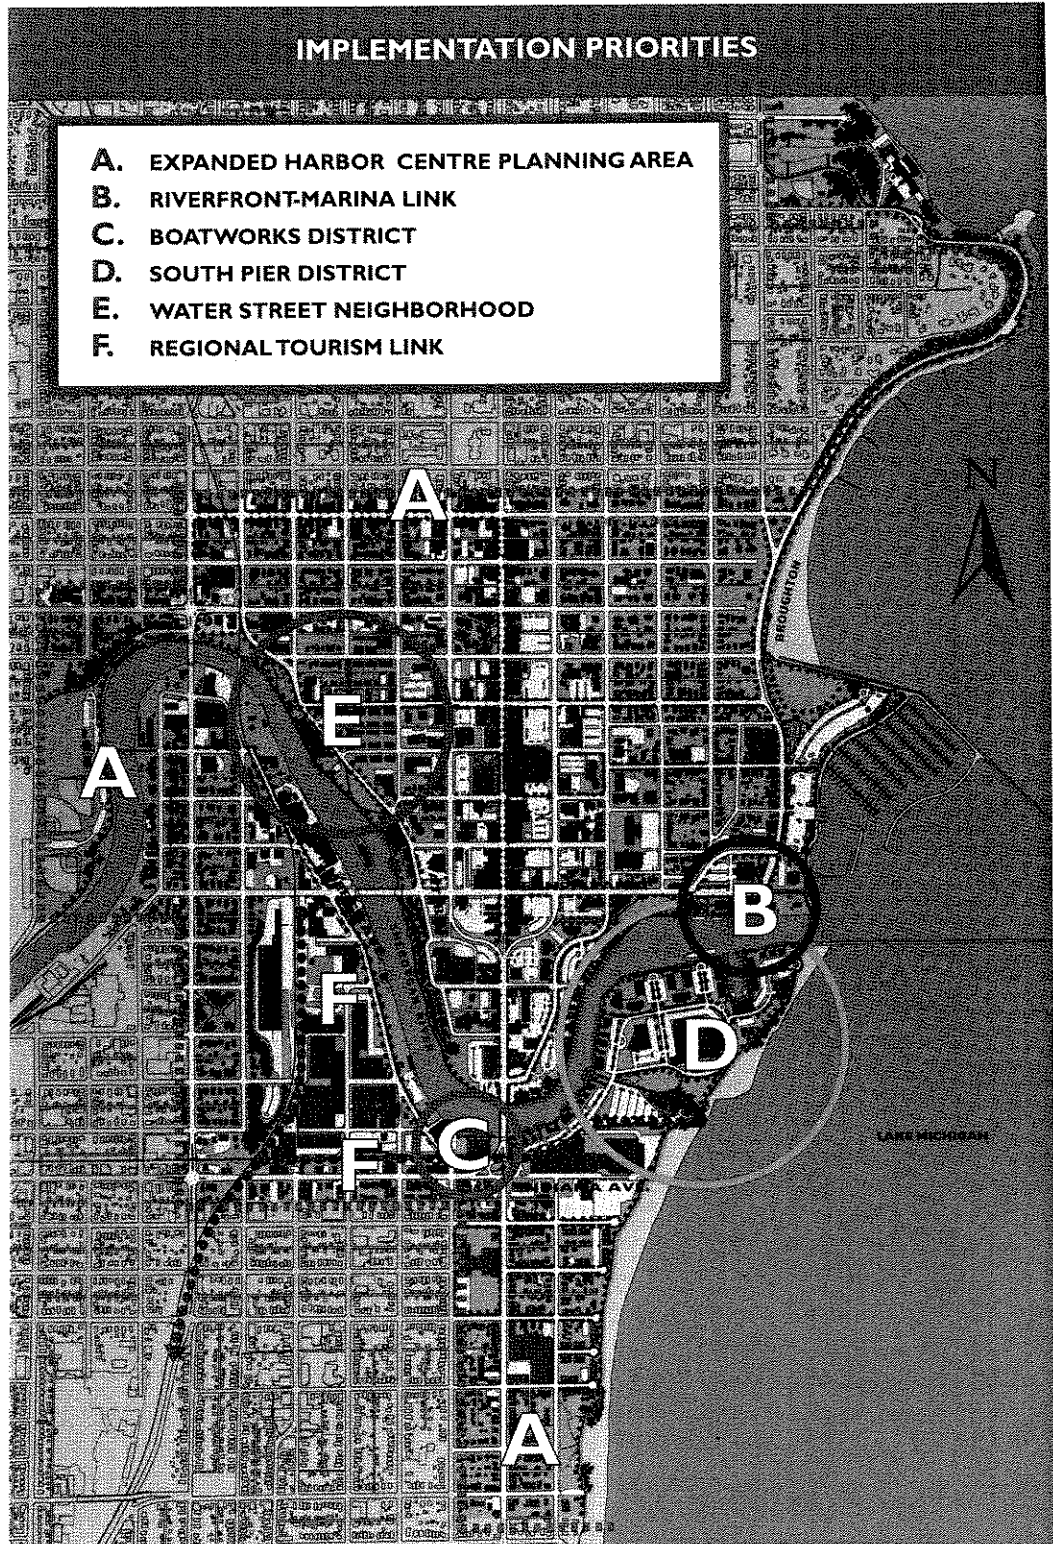 IMPLEMENTATION PRIORITIES
A. EXPANDED HARBOR CENTRE PLANNING AREA
B. RIVERFRONT-MARINA LINK
C. BOATWORKS DISTRICT
D. SOUTH PIER DISTRICT
E. WATER STREET NEIGHBORHOOD
F. REGIONAL TOURISM LINK
A
N
BROUGHTON
E
A
B
F
D
C
LAKE MICHIGAN
F
A